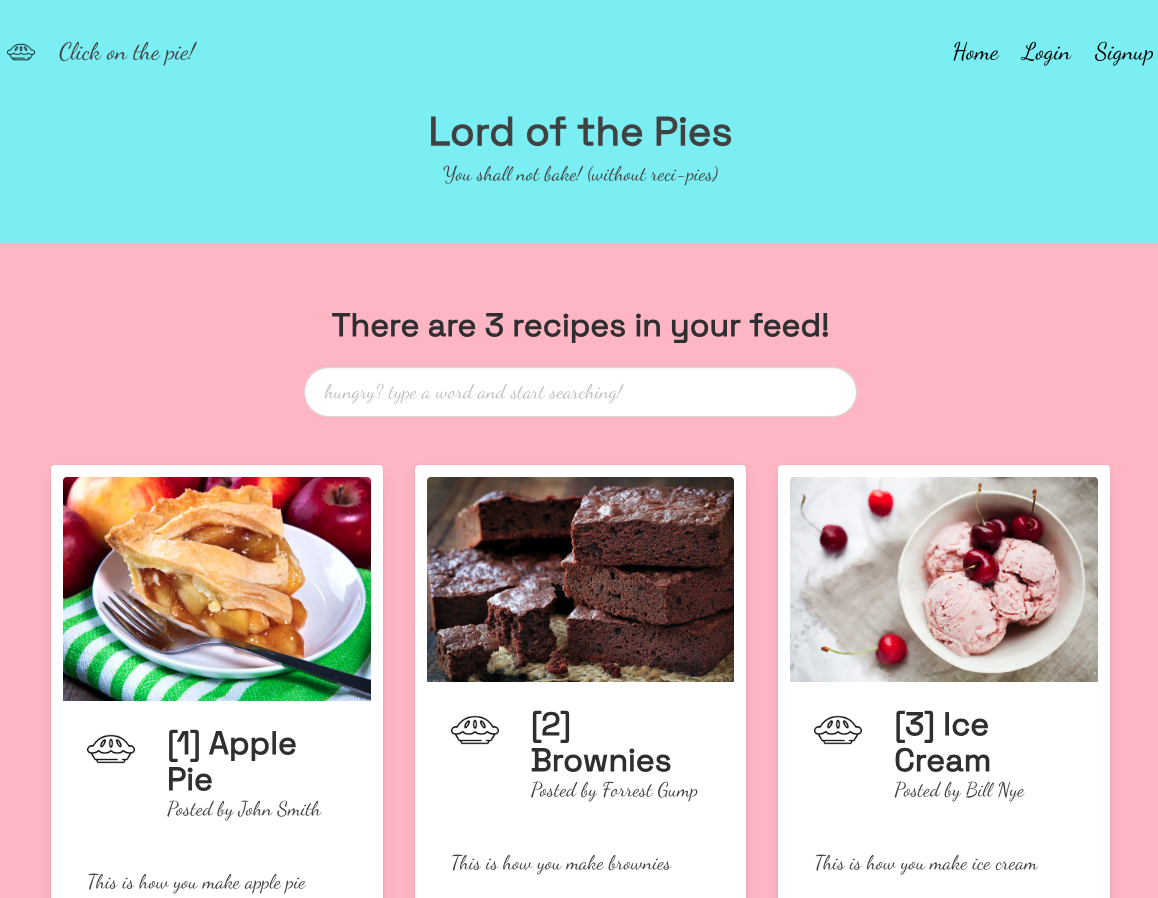 Click on the pie!
Home Login Signup
Lord of the Pies
You shall not bake! (without reci-pies)
There are 3 recipes in your feed!
hungry? type a word and start searching!
[1] Apple
Pie
Posted by John Smith
This is how you make apple pie
[2]
Brownies
Posted by Forrest Gump
This is how you make brownies
[3] Ice
Cream
Posted by Bill Nye
This is how you make ice cream